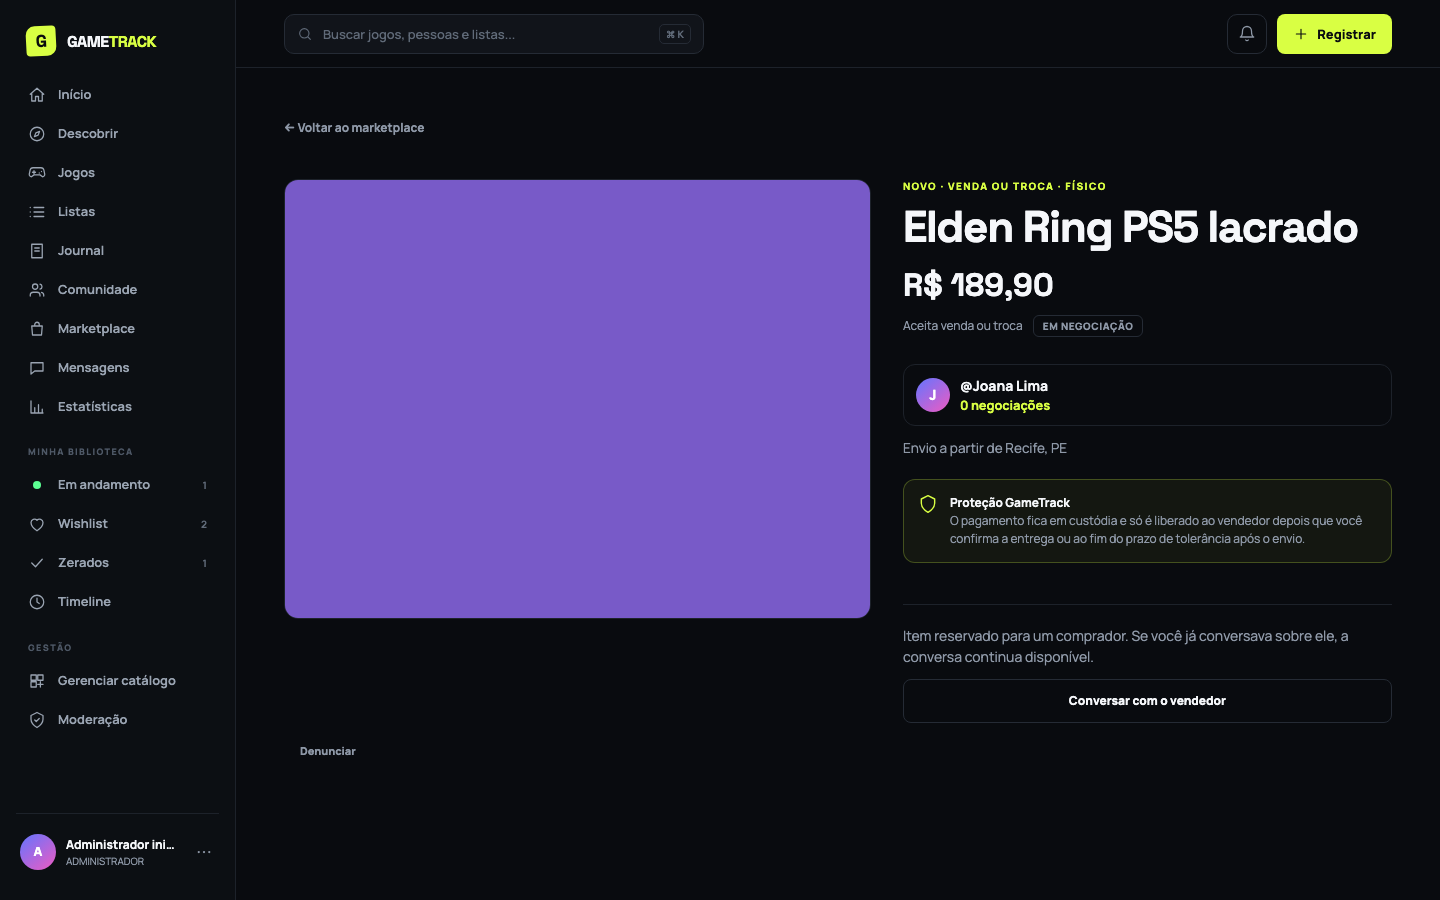 G GAMETRACK
Buscar jogos, pessoas e listas...
⌘ K
Registrar
Início
Descobrir
Jogos
Listas
Journal
Comunidade
Marketplace
Mensagens
Estatísticas
MINHA BIBLIOTECA
Em andamento 1
Wishlist 2
Zerados 1
Timeline
GESTÃO
Gerenciar catálogo
Moderação
A
Administrador ini...
ADMINISTRADOR
← Voltar ao marketplace
NOVO · VENDA OU TROCA · FÍSICO
Elden Ring PS5 lacrado
R$ 189,90
Aceita venda ou troca EM NEGOCIAÇÃO
J
@Joana Lima
0 negociações
Envio a partir de Recife, PE
Proteção GameTrack
O pagamento fica em custódia e só é liberado ao vendedor depois que você
confirma a entrega ou ao fim do prazo de tolerância após o envio.
Item reservado para um comprador. Se você já conversava sobre ele, a
conversa continua disponível.
Conversar com o vendedor
Denunciar